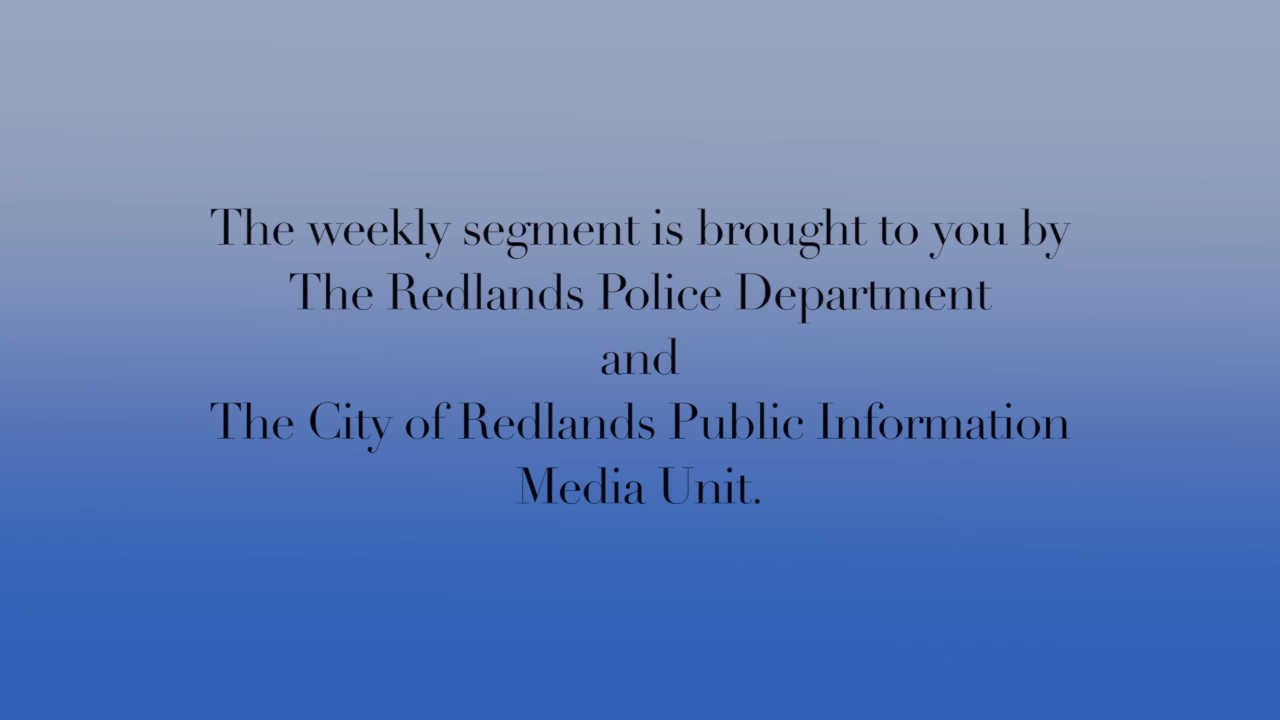 The weekly segment is brought to you by
The Redlands Police Department
and
The City of Redlands Public Information
Media Unit.